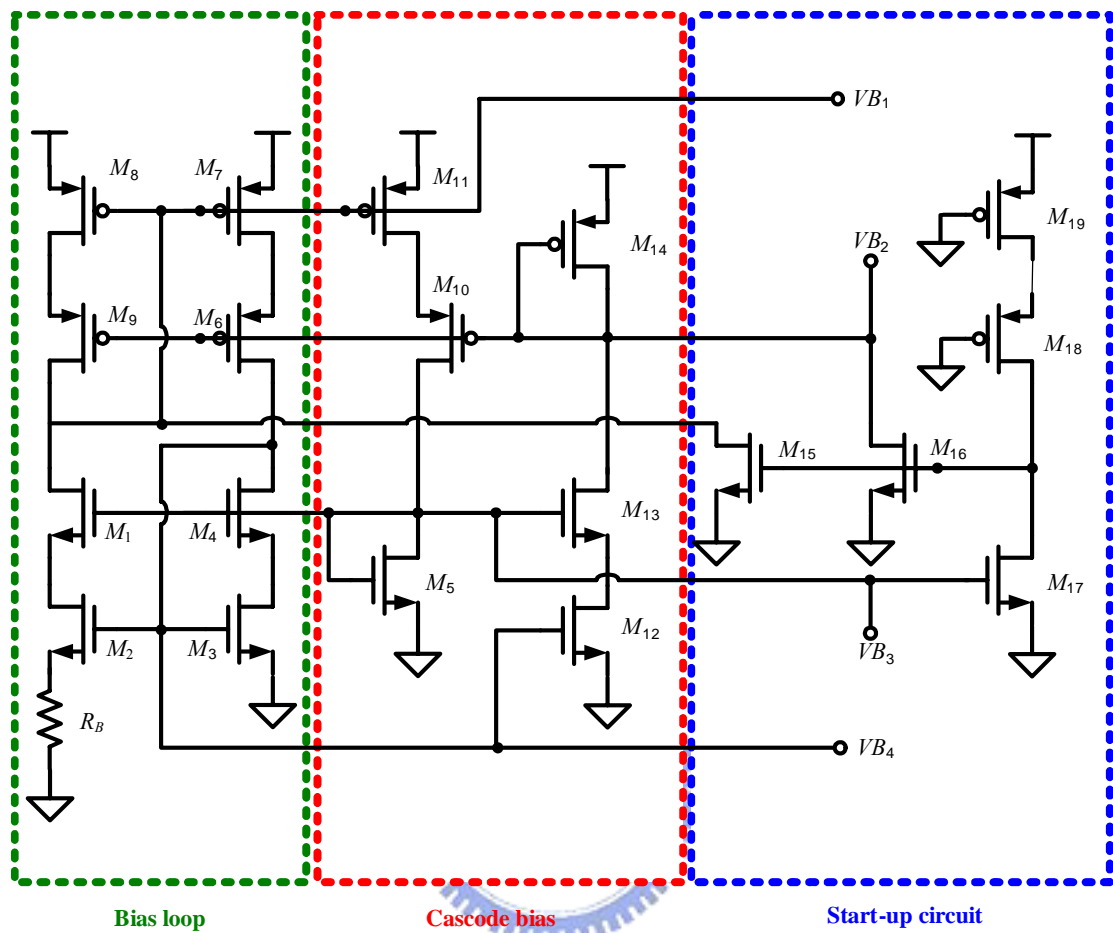 VB1
M8
M7
M11
M14
M19
VB2
M10
M9
M6
M18
M15
M16
M1
M4
M13
M5
M17
M2
M3
M12
VB3
RB
VB4
Bias loop
Cascode bias
Start-up circuit